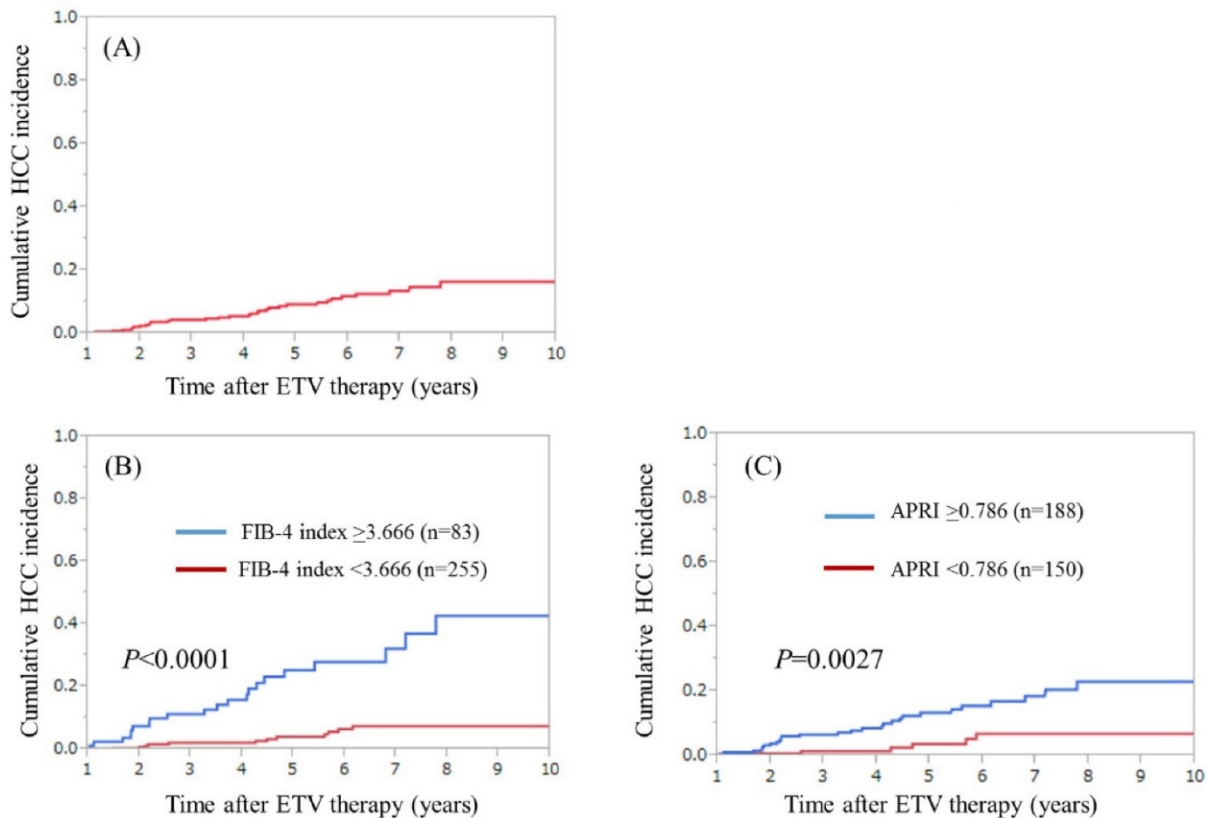 (A)
Cumulative HCC incidence
1.0
0.8
0.6
0.4
0.2
0.0
1 2 3 4 5 6 7 8 9 10
Time after ETV therapy (years)
(B)
Cumulative HCC incidence
1.0
0.8
0.6
0.4
0.2
0.0
FIB-4 index ≥3.666 (n=83)
FIB-4 index <3.666 (n=255)
P<0.0001
1 2 3 4 5 6 7 8 9 10
Time after ETV therapy (years)
(C)
Cumulative HCC incidence
1.0
0.8
0.6
0.4
0.2
0.0
APRI ≥0.786 (n=188)
APRI <0.786 (n=150)
P=0.0027
1 2 3 4 5 6 7 8 9 10
Time after ETV therapy (years)